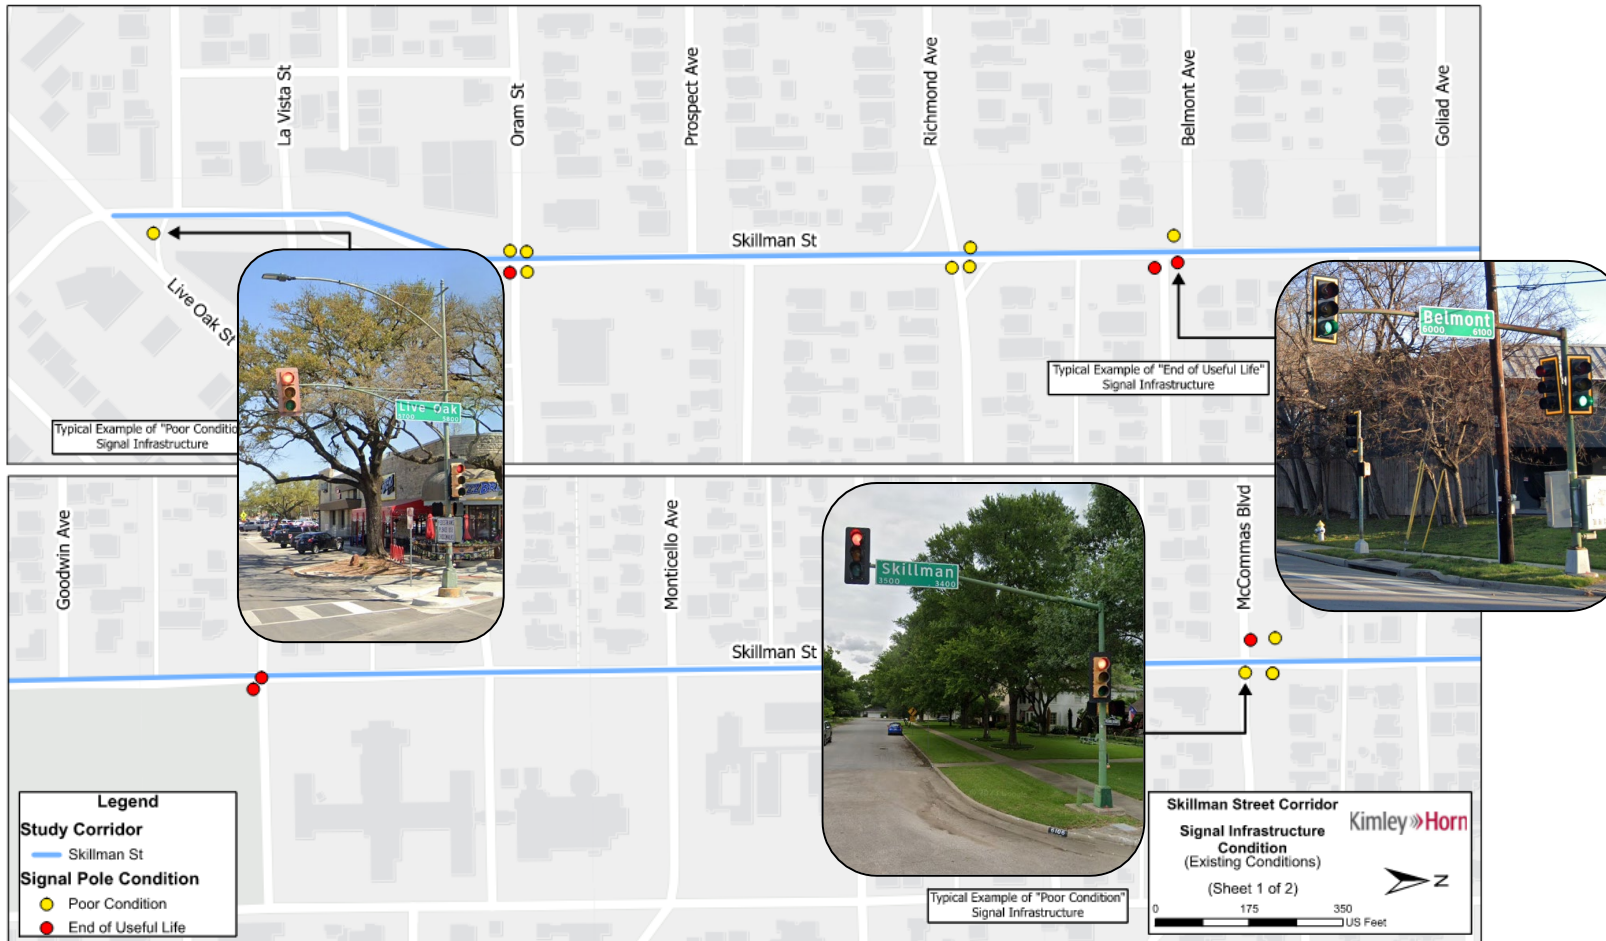 La Vista St
Oram St
Prospect Ave
Richmond Ave
Belmont Ave
Goliad Ave
Skillman St
Live Oak St
Live Oak
5700 5800
Belmont
6000 6100
Typical Example of "End of Useful Life"
Signal Infrastructure
Typical Example of "Poor Conditio
Signal Infrastructure
Goodwin Ave
Monticello Ave
McCommas Blvd
Skillman St
Skillman
3500 3400
Typical Example of "Poor Condition"
Signal Infrastructure
Legend
Study Corridor
Skillman St
Signal Pole Condition
Poor Condition
End of Useful Life
Skillman Street Corridor
Kimley»Horn
Signal Infrastructure
Condition
(Existing Conditions)
(Sheet 1 of 2)
N
0 175 350
US Feet